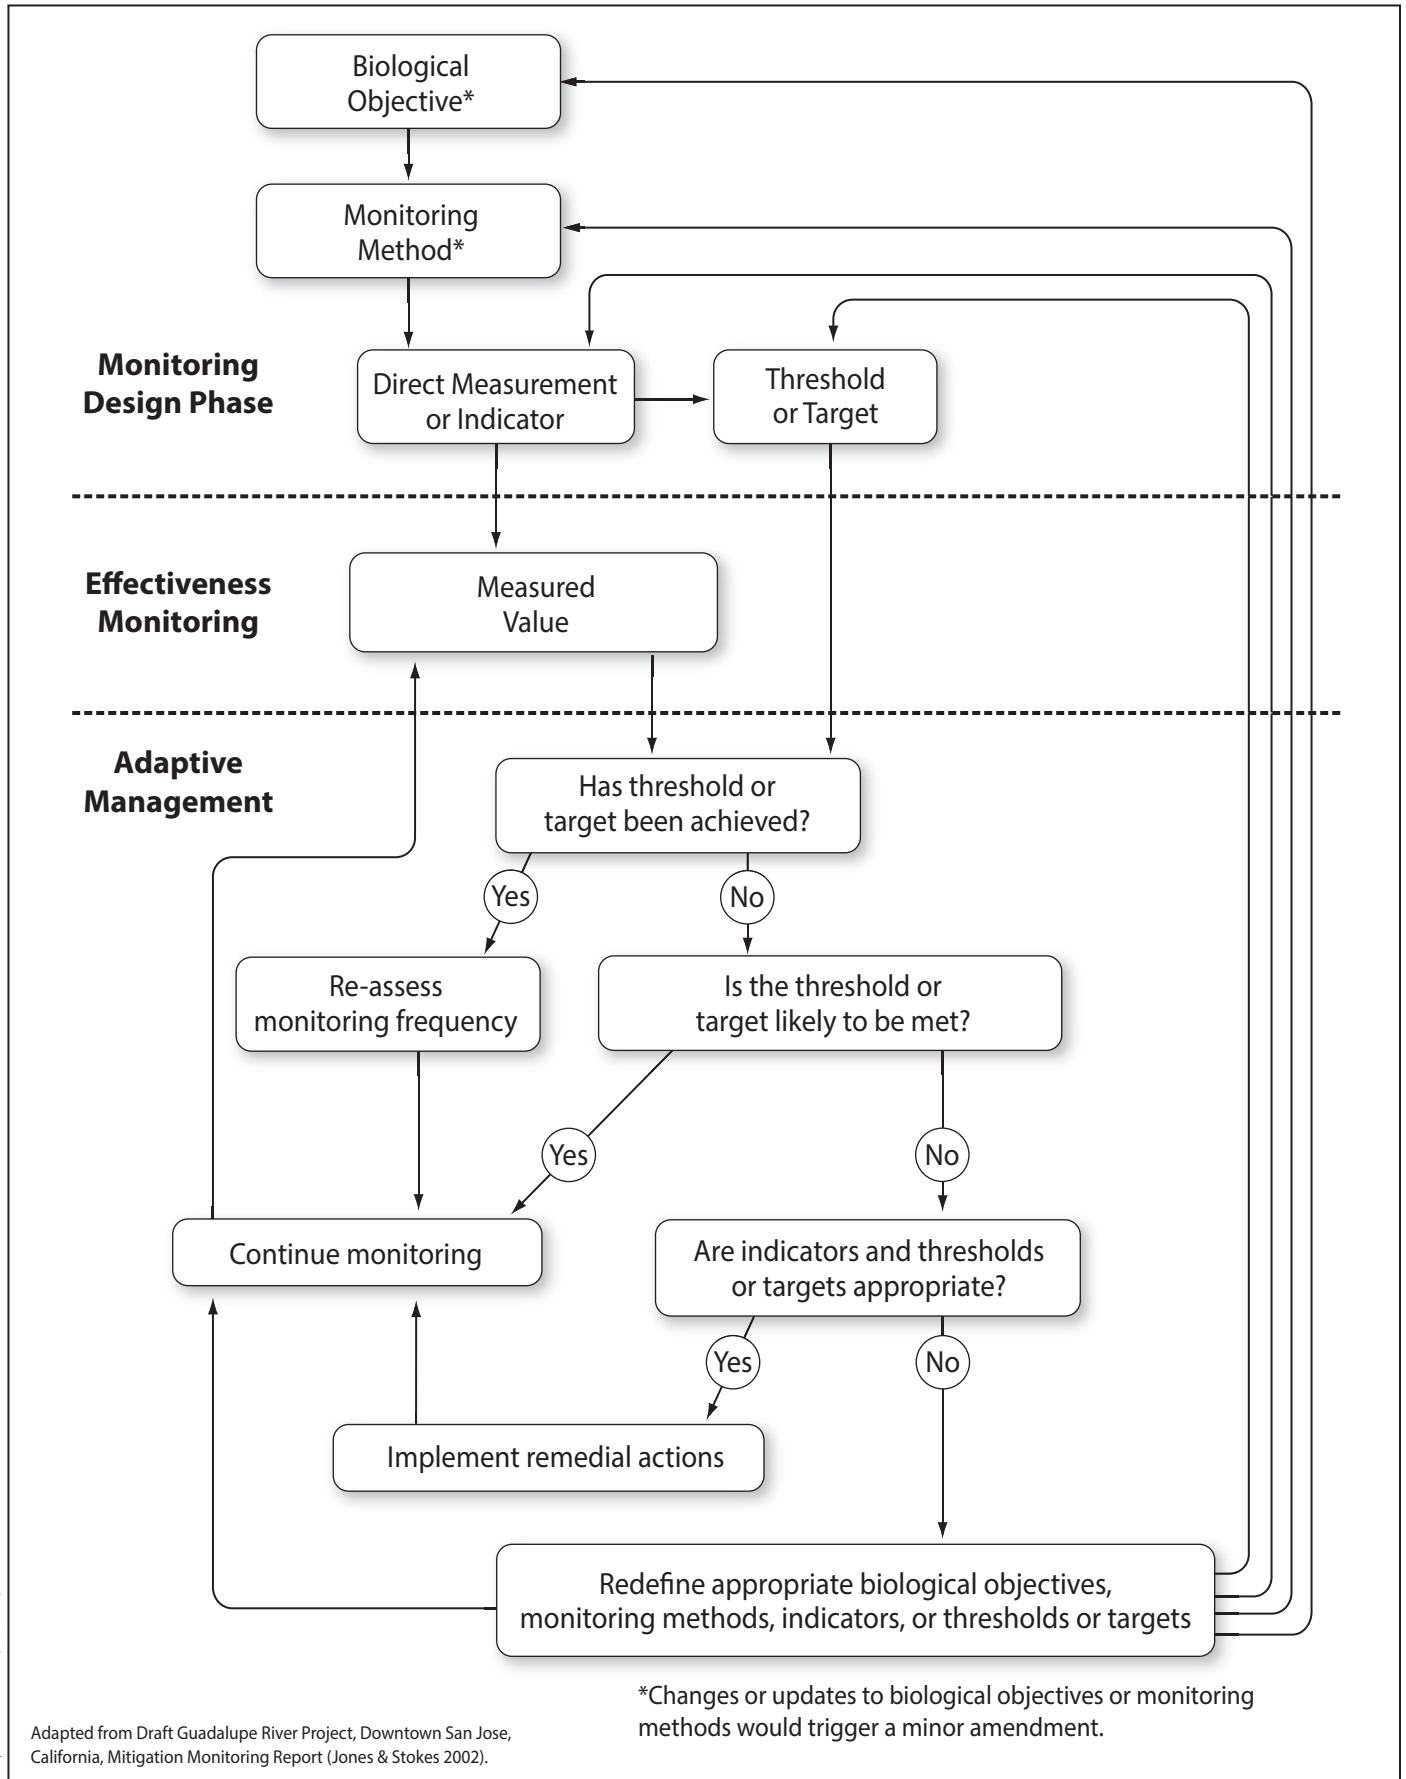 Biological
Objective*
Monitoring
Method*
Monitoring
Design Phase
Direct Measurement
or Indicator
Threshold
or Target
Effectiveness
Monitoring
Measured
Value
Adaptive
Management
Has threshold or
target been achieved?
Yes
No
Re-assess
monitoring frequency
Is the threshold or
target likely to be met?
Yes
No
Continue monitoring
Are indicators and thresholds
or targets appropriate?
Yes
No
Implement remedial actions
Redefine appropriate biological objectives,
monitoring methods, indicators, or thresholds or targets
*Changes or updates to biological objectives or monitoring
methods would trigger a minor amendment.
Adapted from Draft Guadalupe River Project, Downtown San Jose,
California, Mitigation Monitoring Report (Jones & Stokes 2002).